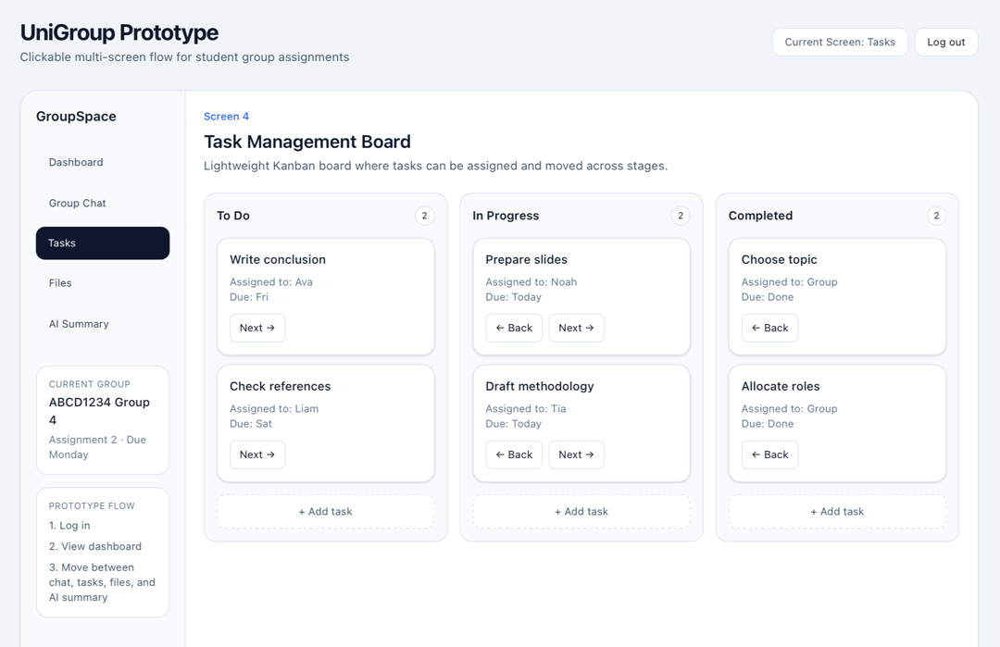 UniGroup Prototype
Clickable multi-screen flow for student group assignments
Current Screen: Tasks
Log out
GroupSpace
Dashboard
Group Chat
Tasks
Files
AI Summary
CURRENT GROUP
ABCD1234 Group
4
Assignment 2 · Due
Monday
PROTOTYPE FLOW
1. Log in
2. View dashboard
3. Move between
chat, tasks, files, and
AI summary
Screen 4
Task Management Board
Lightweight Kanban board where tasks can be assigned and moved across stages.
To Do
2
Write conclusion
Assigned to: Ava
Due: Fri
Next →
Check references
Assigned to: Liam
Due: Sat
Next →
+ Add task
In Progress
2
Prepare slides
Assigned to: Noah
Due: Today
← Back
Next →
Draft methodology
Assigned to: Tia
Due: Today
← Back
Next →
+ Add task
Completed
2
Choose topic
Assigned to: Group
Due: Done
← Back
Allocate roles
Assigned to: Group
Due: Done
← Back
+ Add task